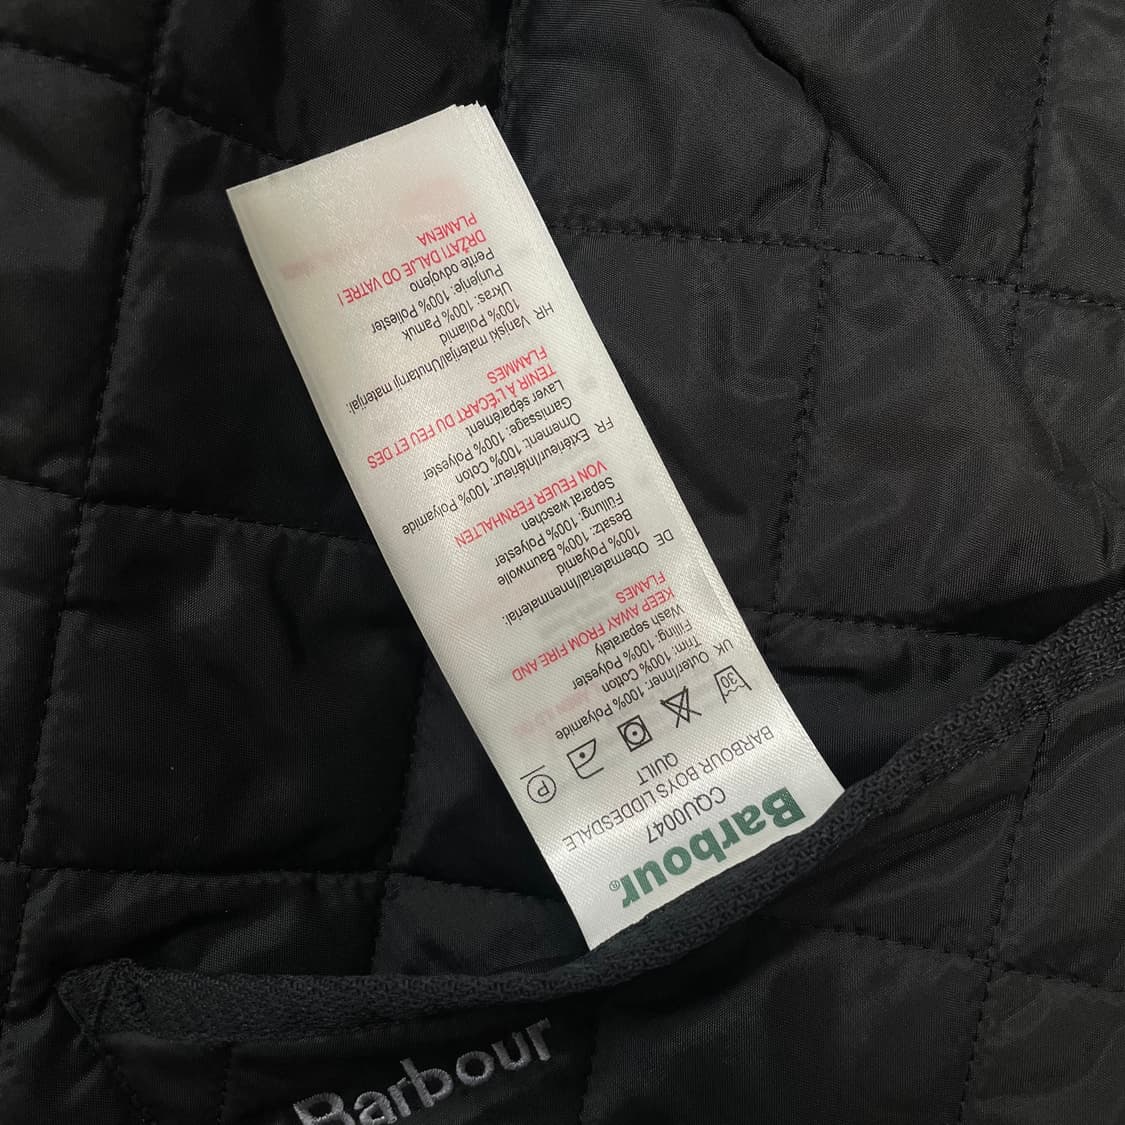 Barbour®
CQU0047
BARBOUR BOYS LIDDESDALE
QUILT
30
P
UK Outer/Inner: 100% Polyamide
Trim: 100% Cotton
Filling: 100% Polyester
Wash separately
KEEP AWAY FROM FIRE AND
FLAMES
DE Obermaterial/Innenmaterial:
100% Polyamid
Besatz: 100% Baumwolle
Füllung: 100% Polyester
Separat waschen
VON FEUER FERNHALTEN
FR Extérieur/Intérieur: 100% Polyamide
Ornement: 100% Coton
Garnissage: 100% Polyester
Laver séparément
TENIR A L'ÉCART DU FEU ET DES
FLAMMES
HR Vanjski materijal/Unutarnji materijal:
100% Poliamid
Ukras: 100% Pamuk
Punjenje: 100% Poliester
Perite odvojeno
DRŽATI DALJE OD VATRE I
PLAMENA
Barbour